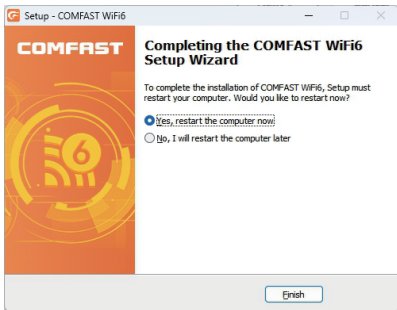 Setup - COMFAST WiFi6
COMFAST
6
Completing the COMFAST WiFi6
Setup Wizard
To complete the installation of COMFAST WiFi6, Setup must
restart your computer. Would you like to restart now?
Yes, restart the computer now
No, I will restart the computer later
Finish